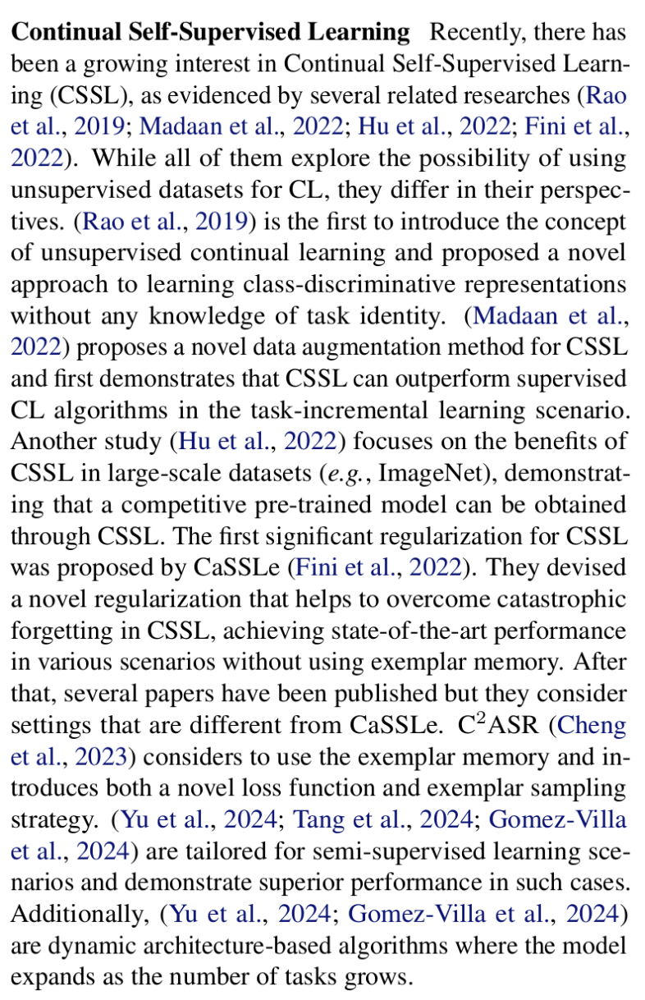 Continual Self-Supervised Learning Recently, there has
been a growing interest in Continual Self-Supervised Learn-
ing (CSSL), as evidenced by several related researches (Rao
et al., 2019; Madaan et al., 2022; Hu et al., 2022; Fini et al.,
2022). While all of them explore the possibility of using
unsupervised datasets for CL, they differ in their perspec-
tives. (Rao et al., 2019) is the first to introduce the concept
of unsupervised continual learning and proposed a novel
approach to learning class-discriminative representations
without any knowledge of task identity. (Madaan et al.,
2022) proposes a novel data augmentation method for CSSL
and first demonstrates that CSSL can outperform supervised
CL algorithms in the task-incremental learning scenario.
Another study (Hu et al., 2022) focuses on the benefits of
CSSL in large-scale datasets (e.g., ImageNet), demonstrat-
ing that a competitive pre-trained model can be obtained
through CSSL. The first significant regularization for CSSL
was proposed by CaSSLe (Fini et al., 2022). They devised
a novel regularization that helps to overcome catastrophic
forgetting in CSSL, achieving state-of-the-art performance
in various scenarios without using exemplar memory. After
that, several papers have been published but they consider
settings that are different from CaSSLe. C²ASR (Cheng
et al., 2023) considers to use the exemplar memory and in-
troduces both a novel loss function and exemplar sampling
strategy. (Yu et al., 2024; Tang et al., 2024; Gomez-Villa
et al., 2024) are tailored for semi-supervised learning sce-
narios and demonstrate superior performance in such cases.
Additionally, (Yu et al., 2024; Gomez-Villa et al., 2024)
are dynamic architecture-based algorithms where the model
expands as the number of tasks grows.